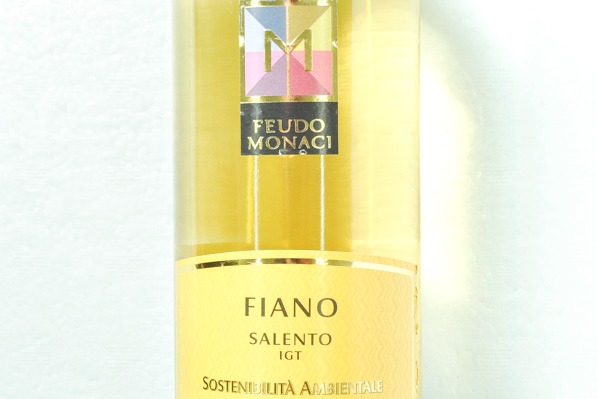 M
FEUDO
MONACI
FIANO
SALENTO
IGT
SOSTENIBILITÀ AMBIENTALE